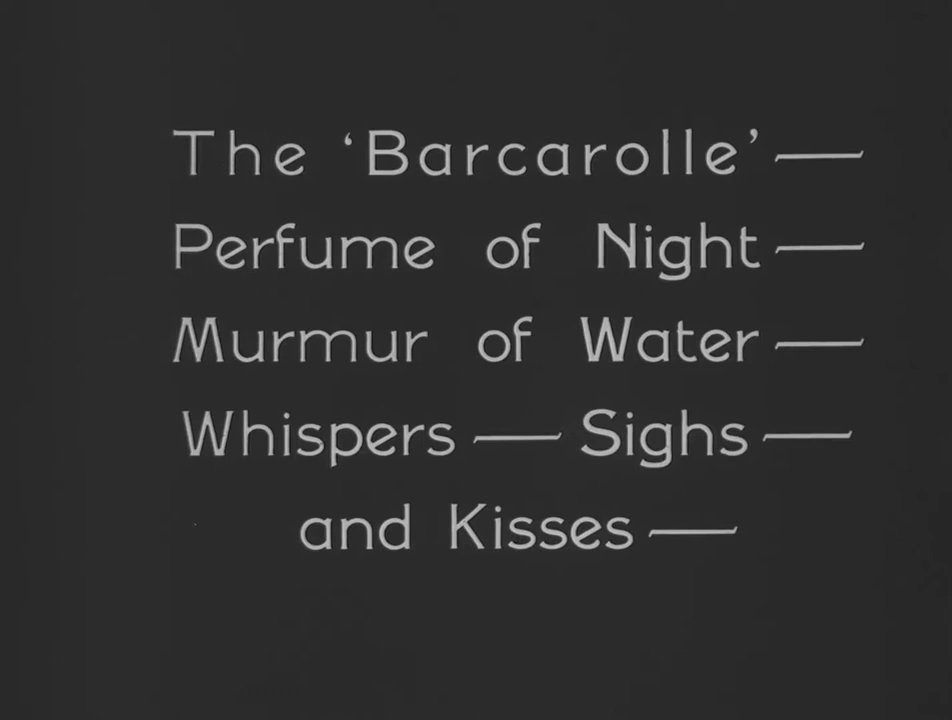 The ‘Barcarolle’—
Perfume of Night—
Murmur of Water—
Whispers — Sighs—
and Kisses—